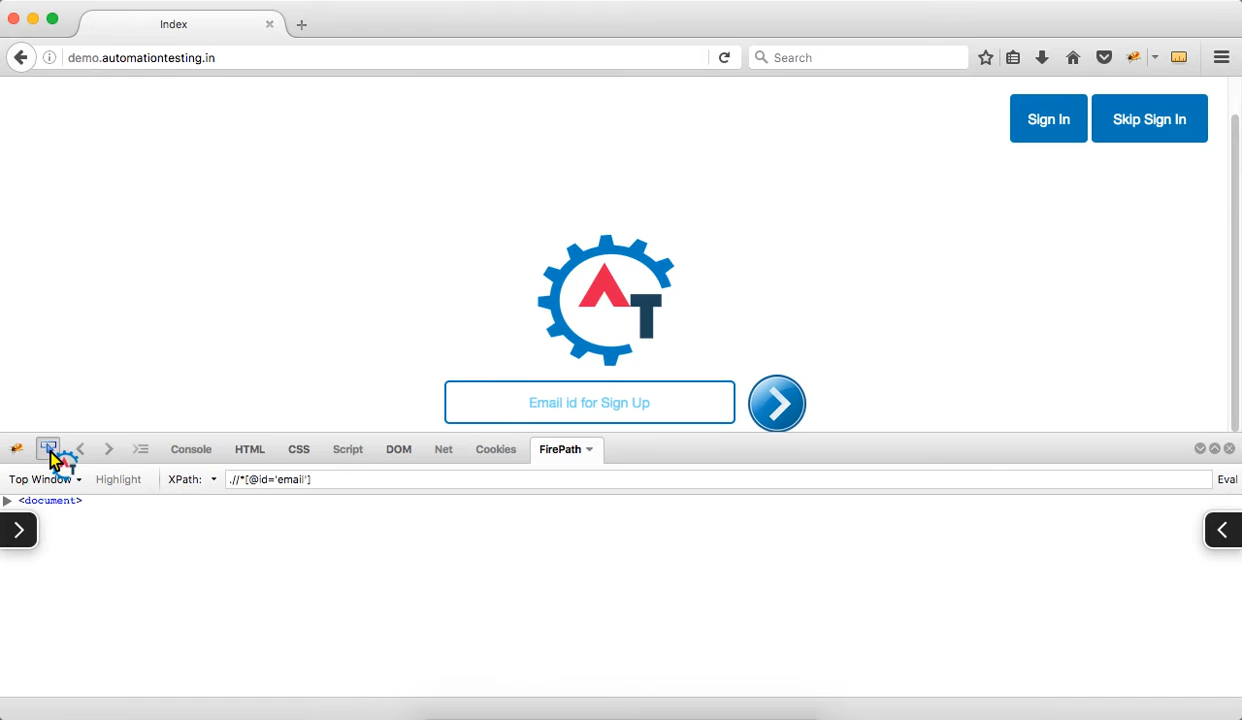 Index
demo.automationtesting.in
Search
Sign In
Skip Sign In
AT
Email id for Sign Up
Console HTML CSS Script DOM Net Cookies FirePath
Top Window Highlight XPath: .//*[@id='email'] Eval
<document>